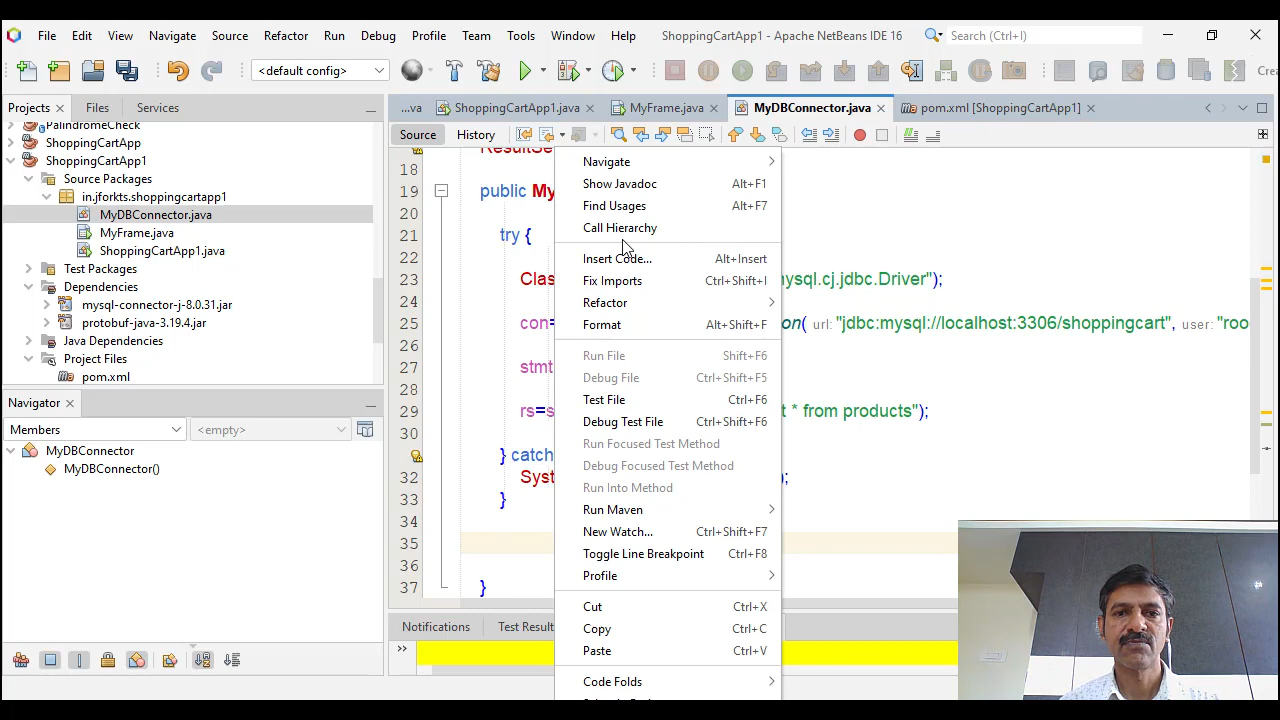 File Edit View Navigate Source Refactor Run Debug Profile Team Tools Window Help ShoppingCartApp1 - Apache NetBeans IDE 16 Search (Ctrl+I)
<default config>
Projects Files Services
...va ShoppingCartApp1.java MyFrame.java MyDBConnector.java pom.xml [ShoppingCartApp1]
Source History
PalindromeCheck
ShoppingCartApp
ShoppingCartApp1
Source Packages
in.jforkts.shoppingcartapp1
MyDBConnector.java
MyFrame.java
ShoppingCartApp1.java
Test Packages
Dependencies
mysql-connector-j-8.0.31.jar
protobuf-java-3.19.4.jar
Java Dependencies
Project Files
pom.xml
Navigator
Members <empty>
MyDBConnector
MyDBConnector()
ResultSe
18
19 public My
20
21 try {
22
23 Clas ysql.cj.jdbc.Driver");
24
25 con= on( url: "jdbc:mysql://localhost:3306/shoppingcart", user: "roo
26
27 stmt
28
29 rs=s t * from products");
30
} catch
32 Syst );
33 }
34
35
36
37 }
Navigate
Show Javadoc Alt+F1
Find Usages Alt+F7
Call Hierarchy
Insert Code... Alt+Insert
Fix Imports Ctrl+Shift+I
Refactor
Format Alt+Shift+F
Run File Shift+F6
Debug File Ctrl+Shift+F5
Test File Ctrl+F6
Debug Test File Ctrl+Shift+F6
Run Focused Test Method
Debug Focused Test Method
Run Into Method
Run Maven
New Watch... Ctrl+Shift+F7
Toggle Line Breakpoint Ctrl+F8
Profile
Cut Ctrl+X
Copy Ctrl+C
Paste Ctrl+V
Code Folds
Notifications Test Result